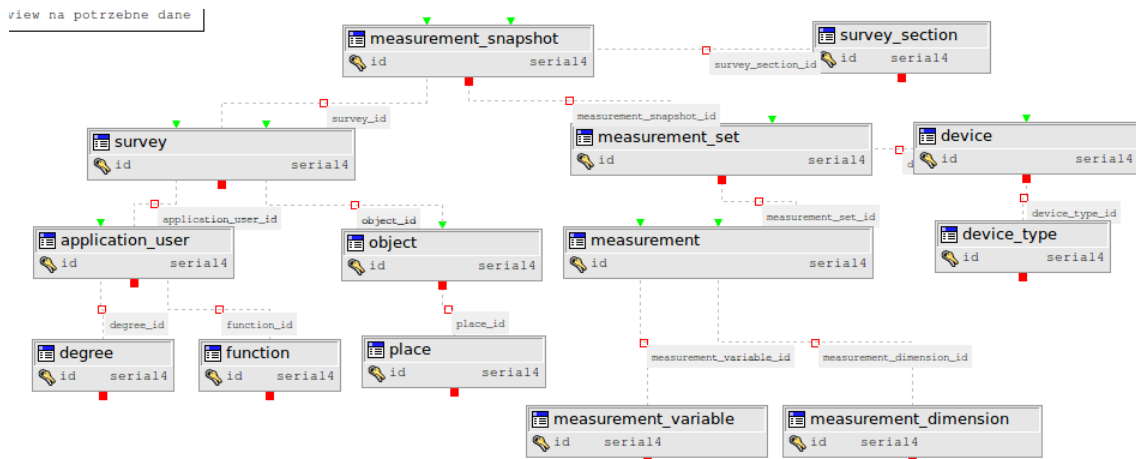 view na potrzebne dane
measurement_snapshot
id serial4
survey_section
id serial4
survey_section_id
survey_id
measurement_snapshot_id
survey
id serial4
measurement_set
id serial4
device
id serial4
application_user_id
object_id
measurement_set_id
device_type_id
application_user
id serial4
object
id serial4
measurement
id serial4
device_type
id serial4
degree_id
function_id
place_id
degree
id serial4
function
id serial4
place
id serial4
measurement_variable_id
measurement_dimension_id
measurement_variable
id serial4
measurement_dimension
id serial4